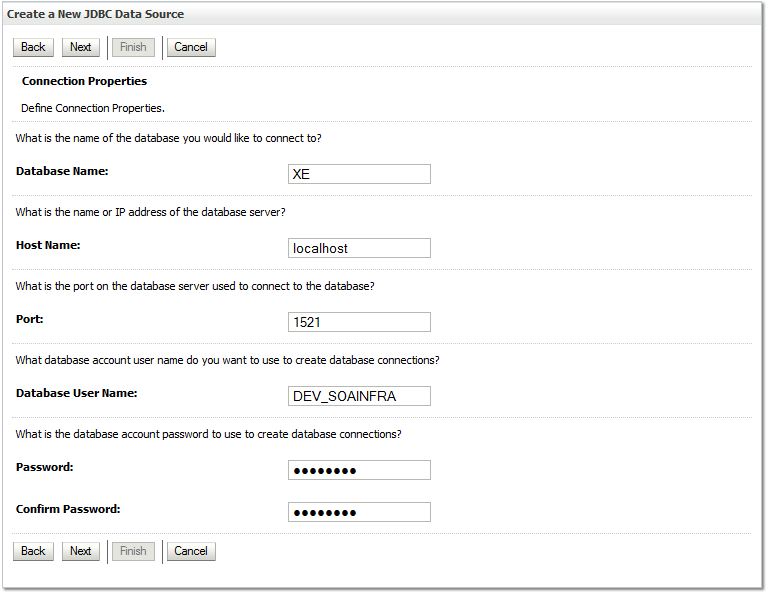 Create a New JDBC Data Source
Back Next Finish Cancel
Connection Properties
Define Connection Properties.
What is the name of the database you would like to connect to?
Database Name: XE
What is the name or IP address of the database server?
Host Name: localhost
What is the port on the database server used to connect to the database?
Port: 1521
What database account user name do you want to use to create database connections?
Database User Name: DEV_SOAINFRA
What is the database account password to use to create database connections?
Password: ●●●●●●●●
Confirm Password: ●●●●●●●●
Back Next Finish Cancel